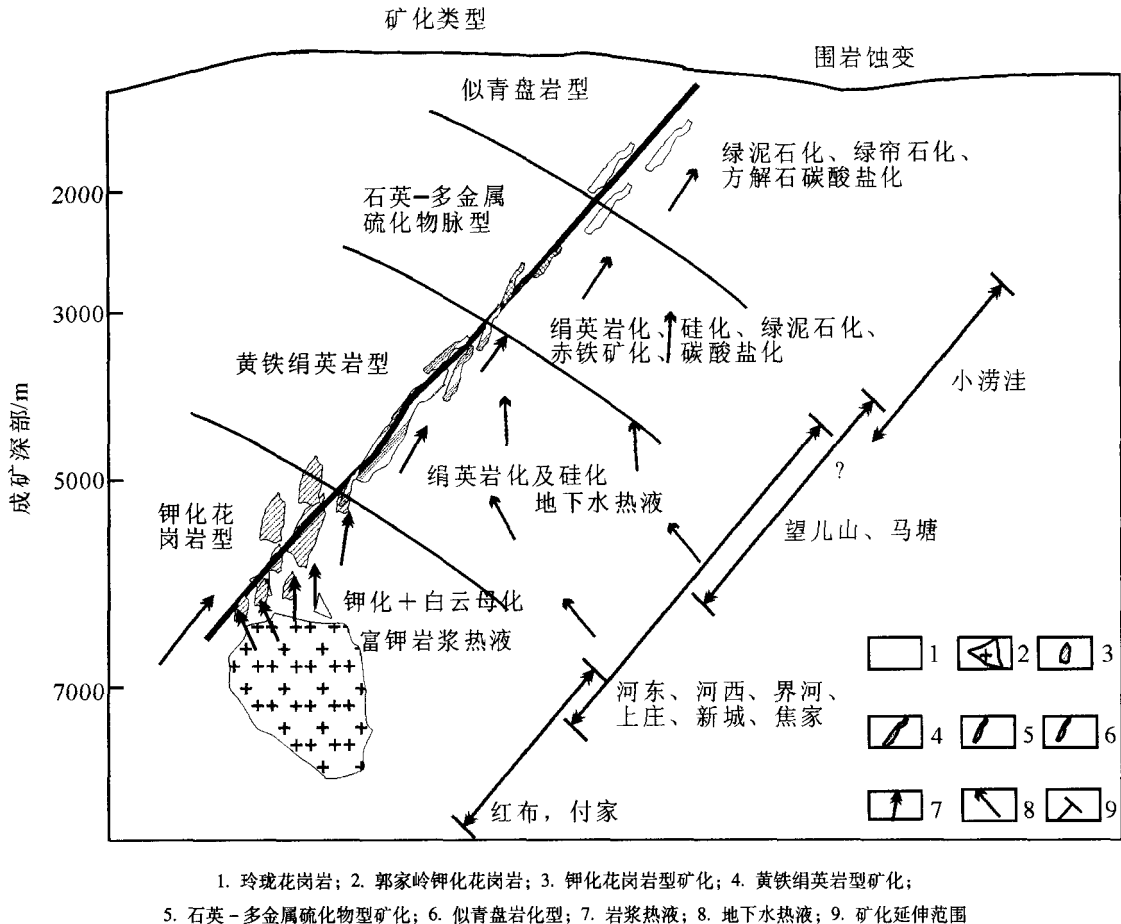 矿化类型
围岩蚀变
似青盘岩型
绿泥石化、绿帘石化、
方解石碳酸盐化
2000
石英-多金属
硫化物脉型
3000
绢英岩化、硅化、绿泥石化、
赤铁矿化、碳酸盐化
黄铁绢英岩型
小涝洼
成矿深部/m
5000
绢英岩化及硅化
地下水热液
?
钾化花
岗岩型
望儿山、马塘
钾化+白云母化
富钾岩浆热液
7000
河东、河西、界河、
上庄、新城、焦家
红布,付家
1 2 3
4 5 6
7 8 9
1. 玲珑花岗岩; 2. 郭家岭钾化花岗岩; 3. 钾化花岗岩型矿化; 4. 黄铁绢英岩型矿化;
5. 石英-多金属硫化物型矿化; 6. 似青盘岩化型; 7. 岩浆热液; 8. 地下水热液; 9. 矿化延伸范围